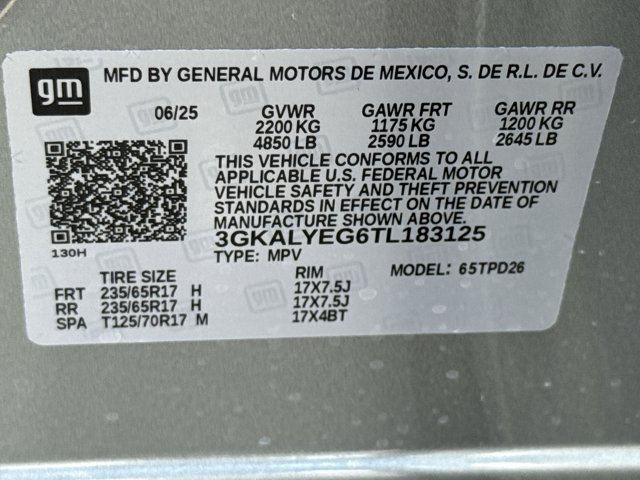 gm MFD BY GENERAL MOTORS DE MEXICO, S. DE R.L. DE C.V.
06/25 GVWR GAWR FRT GAWR RR
2200 KG 1175 KG 1200 KG
4850 LB 2590 LB 2645 LB
THIS VEHICLE CONFORMS TO ALL
APPLICABLE U.S. FEDERAL MOTOR
VEHICLE SAFETY AND THEFT PREVENTION
STANDARDS IN EFFECT ON THE DATE OF
MANUFACTURE SHOWN ABOVE.
3GKALYEG6TL183125
130H TYPE: MPV
TIRE SIZE RIM MODEL: 65TPD26
FRT 235/65R17 H 17X7.5J
RR 235/65R17 H 17X7.5J
SPA T125/70R17 M 17X4BT